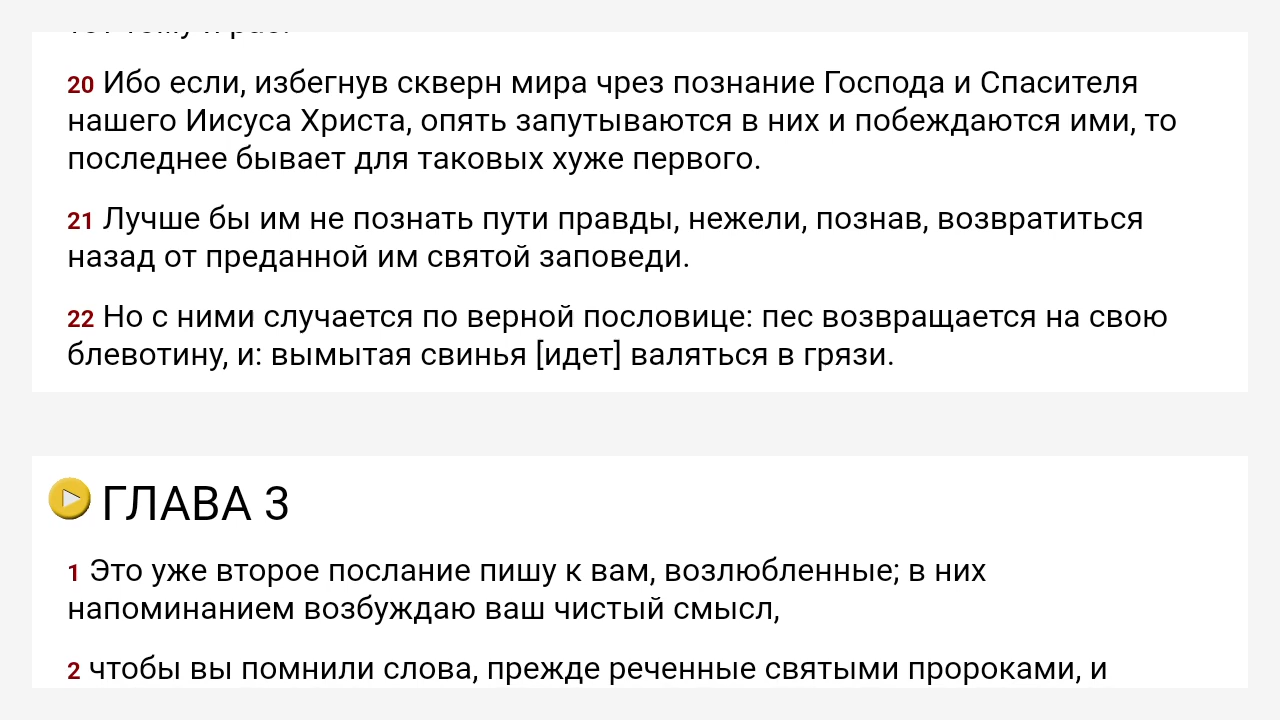 20 Ибо если, избегнув скверн мира чрез познание Господа и Спасителя
нашего Иисуса Христа, опять запутываются в них и побеждаются ими, то
последнее бывает для таковых хуже первого.
21 Лучше бы им не познать пути правды, нежели, познав, возвратиться
назад от преданной им святой заповеди.
22 Но с ними случается по верной пословице: пес возвращается на свою
блевотину, и: вымытая свинья [идет] валяться в грязи.
ГЛАВА 3
1 Это уже второе послание пишу к вам, возлюбленные; в них
напоминанием возбуждаю ваш чистый смысл,
2 чтобы вы помнили слова, прежде реченные святыми пророками, и